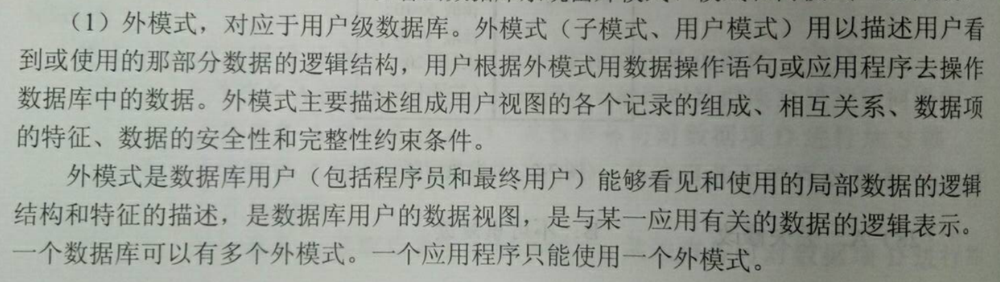 （1）外模式，对应于用户级数据库。外模式（子模式、用户模式）用以描述用户看
到或使用的那部分数据的逻辑结构，用户根据外模式用数据操作语句或应用程序去操作
数据库中的数据。外模式主要描述组成用户视图的各个记录的组成、相互关系、数据项
的特征、数据的安全性和完整性约束条件。
外模式是数据库用户（包括程序员和最终用户）能够看见和使用的局部数据的逻辑
结构和特征的描述，是数据库用户的数据视图，是与某一应用有关的数据的逻辑表示。
一个数据库可以有多个外模式。一个应用程序只能使用一个外模式。